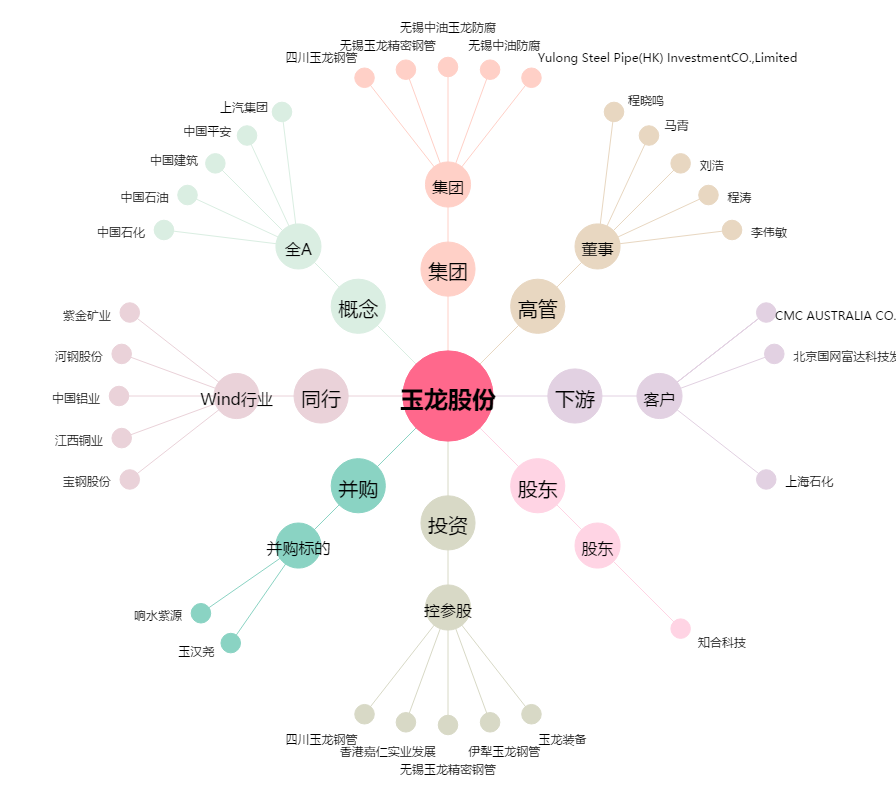 无锡中油玉龙防腐
无锡玉龙精密钢管
无锡中油防腐
四川玉龙钢管
Yulong Steel Pipe(HK) InvestmentCO.,Limited
上汽集团
中国平安
中国建筑
中国石油
中国石化
程晓鸣
马霄
刘浩
程涛
李伟敏
集团
全A
董事
集团
概念
高管
紫金矿业
河钢股份
中国铝业
江西铜业
宝钢股份
Wind行业
同行
玉龙股份
下游
客户
CMC AUSTRALIA CO.
北京国网富达科技发
上海石化
并购
股东
投资
并购标的
股东
控参股
响水紫源
玉汉尧
知合科技
四川玉龙钢管
香港嘉仁实业发展
无锡玉龙精密钢管
伊犁玉龙钢管
玉龙装备